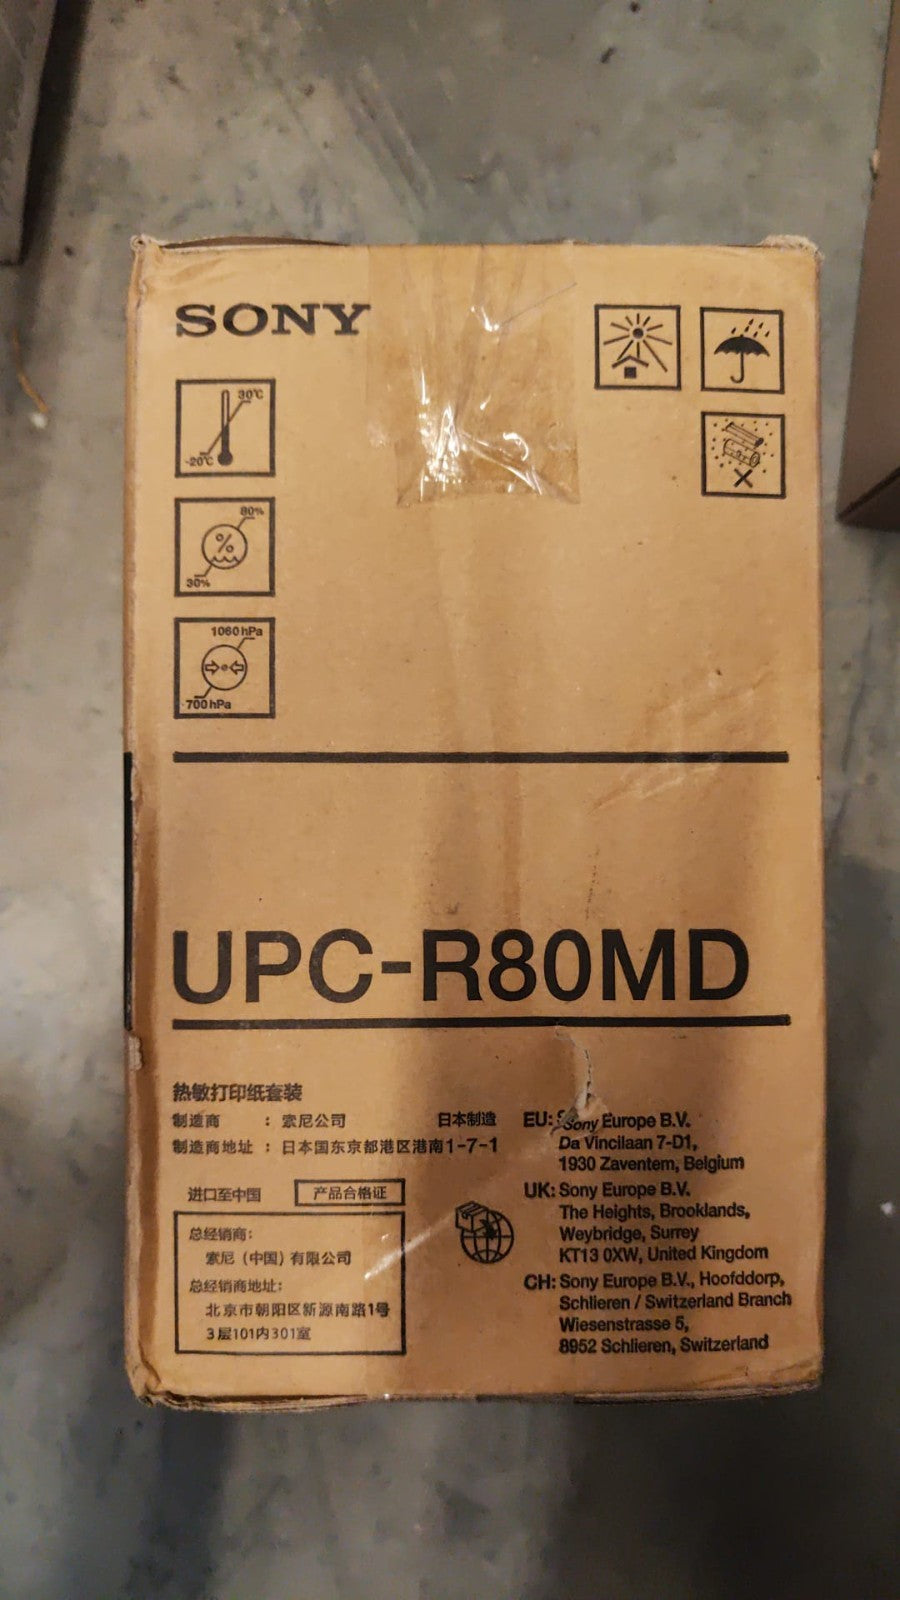 SONY
30℃
-20℃
80%
%
30%
1060hPa
700hPa
UPC-R80MD
热敏打印纸套装
制造商 : 索尼公司 日本制造
制造商地址 : 日本国东京都港区港南1-7-1
进口至中国 产品合格证
总经销商:
索尼（中国）有限公司
总经销商地址:
北京市朝阳区新源南路1号
3层101内301室
EU: Sony Europe B.V.
Da Vincilaan 7-D1,
1930 Zaventem, Belgium
UK: Sony Europe B.V.
The Heights, Brooklands,
Weybridge, Surrey
KT13 0XW, United Kingdom
CH: Sony Europe B.V., Hoofddorp,
Schlieren / Switzerland Branch
Wiesenstrasse 5,
8952 Schlieren, Switzerland